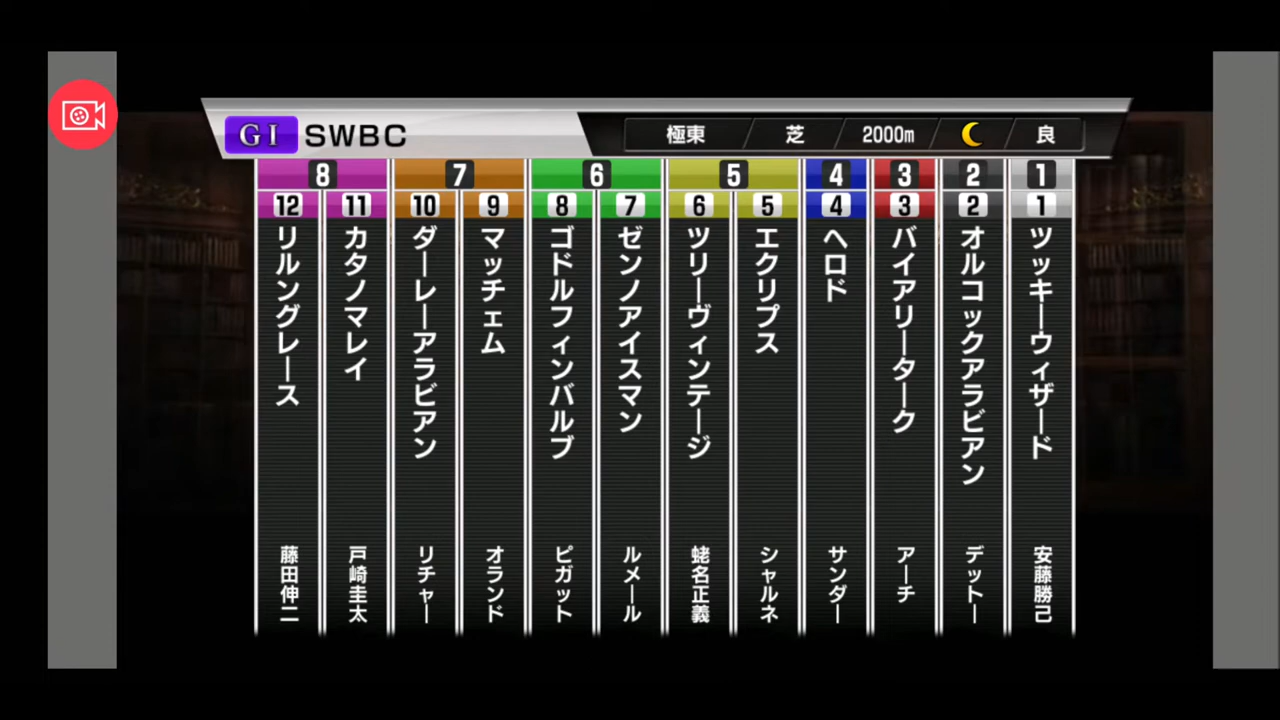 GI SWBC 極東 芝 2000m 良
8 7 6 5 4 3 2 1
12 11 10 9 8 7 6 5 4 3 2 1
ツッキーウィザード
安藤勝己
オルコックアラビアン
デットー
バイアリーターク
アーチ
ヘロド
サンダー
エクリプス
シャルネ
ツリーヴィンテージ
蛯名正義
ゼンノアイスマン
ルメール
ゴドルフィンバルブ
ピガット
マッチェム
オランド
ダーレーアラビアン
リチャー
カタノマレイ
戸崎圭太
リルングレース
藤田伸二